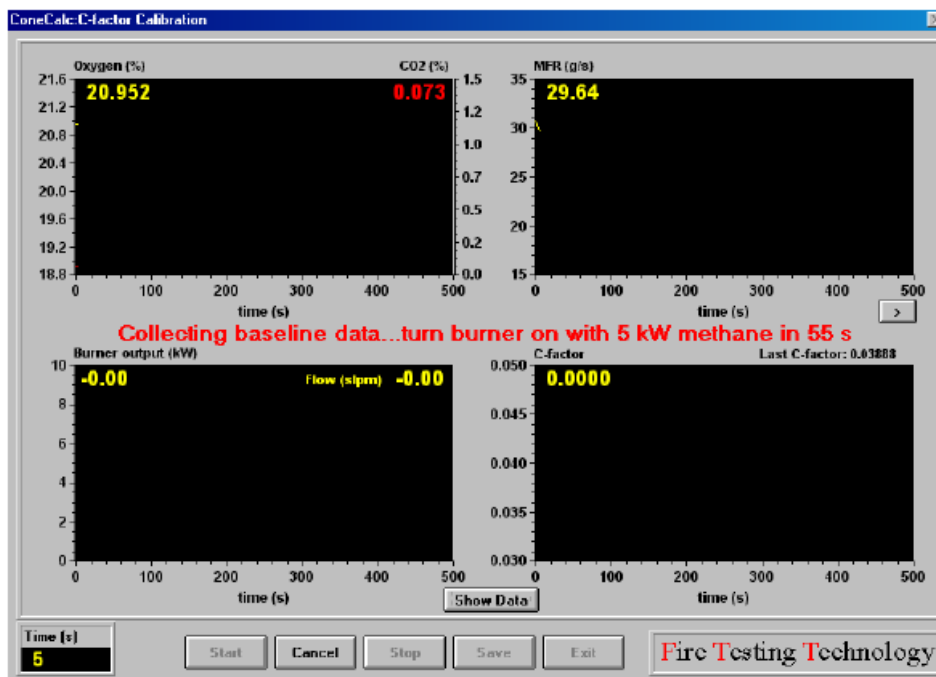 ConeCalc:C-factor Calibration
Oxygen (%) CO2 (%)
20.952 0.073
21.6
21.2
20.8
20.4
20.0
19.6
19.2
18.8
1.5
1.2
1.0
0.7
0.5
0.2
0.0
0 100 200 300 400 500
time (s)
MFR (g/s)
29.64
35
30
25
20
15
0 100 200 300 400 500
time (s)
>
Collecting baseline data...turn burner on with 5 kW methane in 55 s
Burner output (kW)
-0.00 Flow (slpm) -0.00
10
8
6
4
2
0
0 100 200 300 400 500
time (s)
C-factor Last C-factor: 0.03888
0.0000
0.050
0.045
0.040
0.035
0.030
0 100 200 300 400 500
time (s)
Show Data
Time (s)
5
Start Cancel Stop Save Exit
Fire Testing Technology